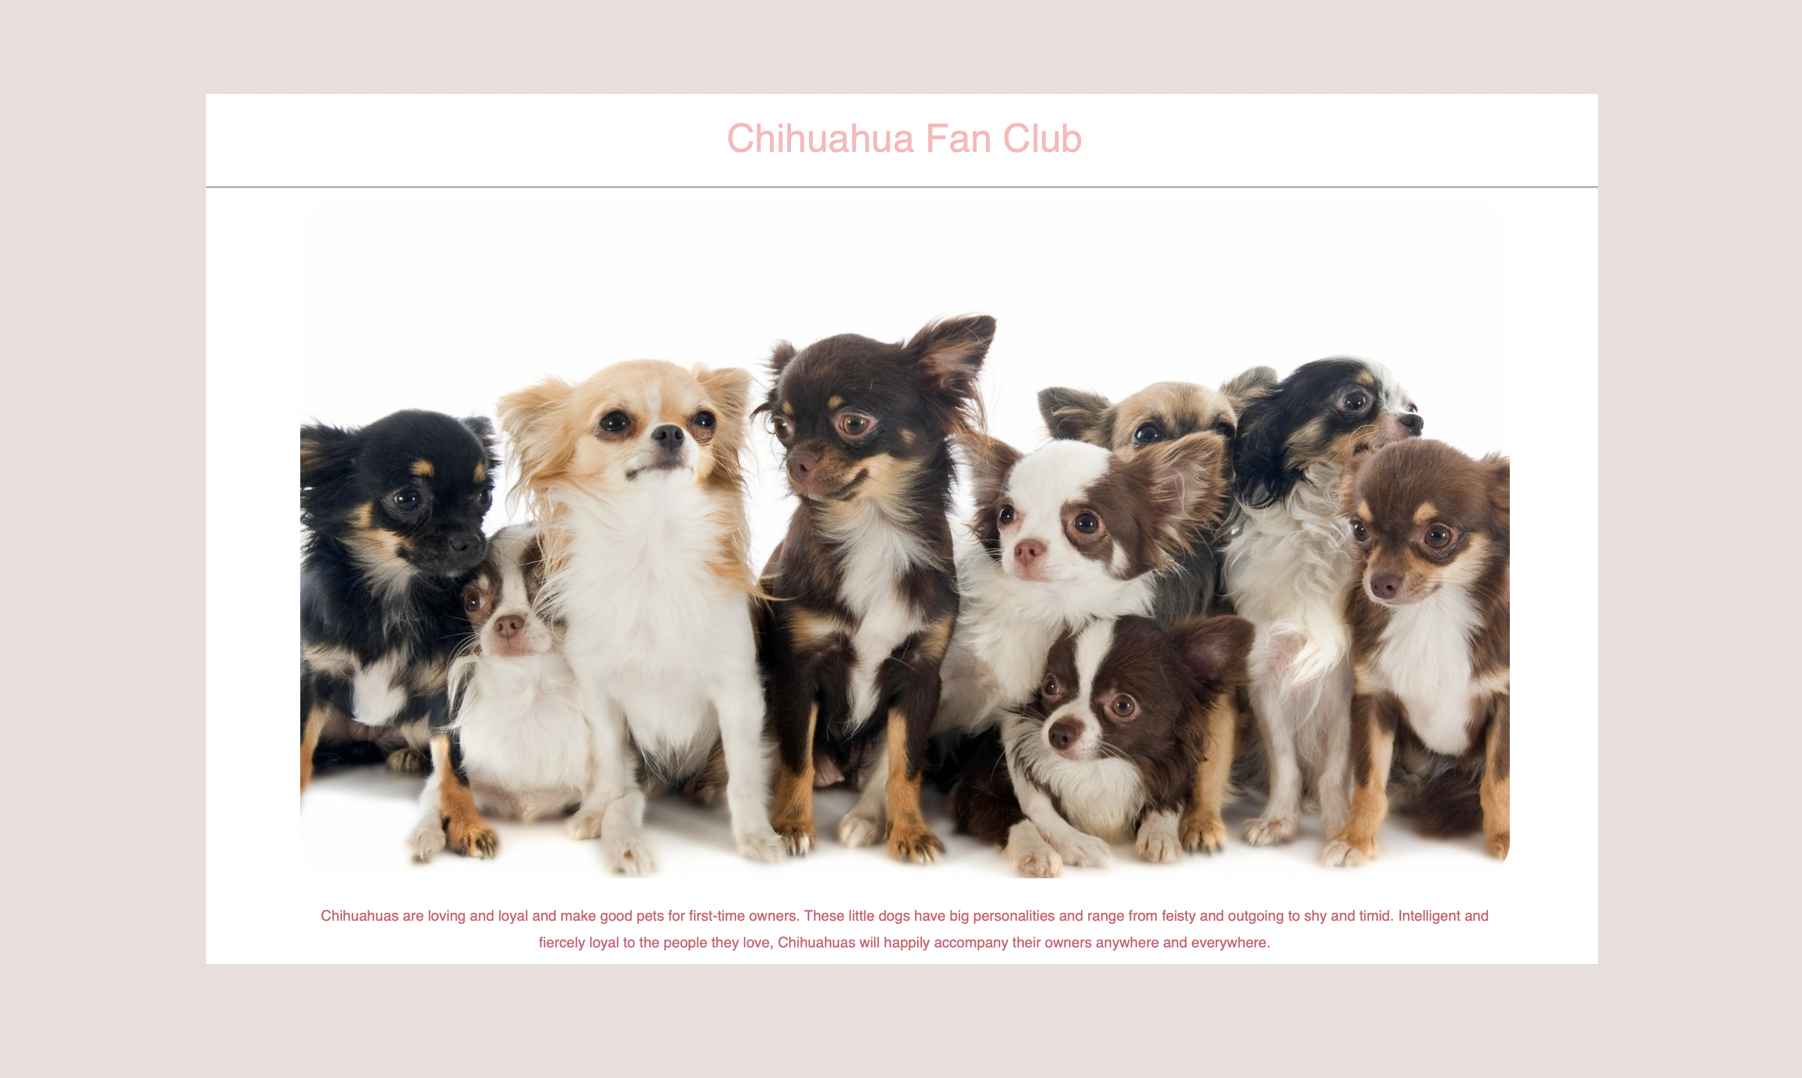 Chihuahua Fan Club
Chihuahuas are loving and loyal and make good pets for first-time owners. These little dogs have big personalities and range from feisty and outgoing to shy and timid. Intelligent and
fiercely loyal to the people they love, Chihuahuas will happily accompany their owners anywhere and everywhere.